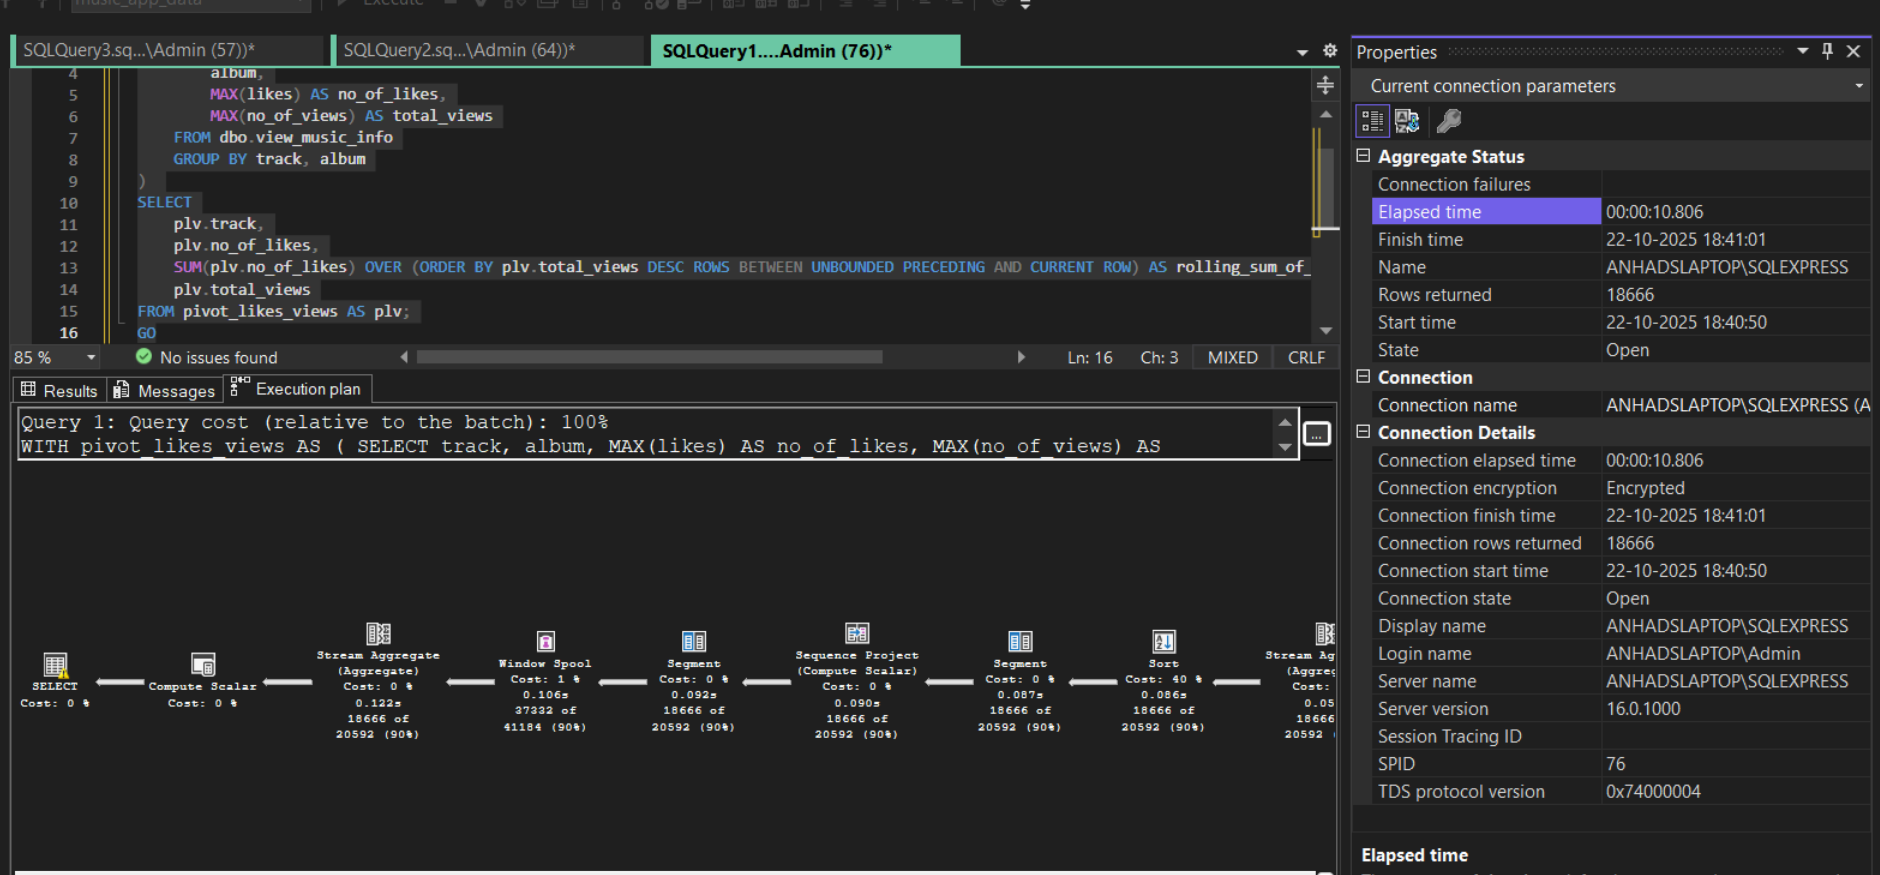 music_app_data
Execute
SQLQuery3.sq...\Admin (57))*
SQLQuery2.sq...\Admin (64))*
SQLQuery1....Admin (76))*
4 album,
5 MAX(likes) AS no_of_likes,
6 MAX(no_of_views) AS total_views
7 FROM dbo.view_music_info
8 GROUP BY track, album
9 )
10 SELECT
11 plv.track,
12 plv.no_of_likes,
13 SUM(plv.no_of_likes) OVER (ORDER BY plv.total_views DESC ROWS BETWEEN UNBOUNDED PRECEDING AND CURRENT ROW) AS rolling_sum_of_
14 plv.total_views
15 FROM pivot_likes_views AS plv;
16 GO
85 %
No issues found
Ln: 16
Ch: 3
MIXED
CRLF
Results
Messages
Execution plan
Query 1: Query cost (relative to the batch): 100%
WITH pivot_likes_views AS ( SELECT track, album, MAX(likes) AS no_of_likes, MAX(no_of_views) AS
...
SELECT
Cost: 0 %
Compute Scalar
Cost: 0 %
Stream Aggregate
(Aggregate)
Cost: 0 %
0.122s
18666 of
20592 (90%)
Window Spool
Cost: 1 %
0.106s
37332 of
41184 (90%)
Segment
Cost: 0 %
0.092s
18666 of
20592 (90%)
Sequence Project
(Compute Scalar)
Cost: 0 %
0.090s
18666 of
20592 (90%)
Segment
Cost: 0 %
0.087s
18666 of
20592 (90%)
Sort
Cost: 40 %
0.086s
18666 of
20592 (90%)
Stream Ag
(Aggreg
Cost:
0.05
18666
20592
Properties
Current connection parameters
Aggregate Status
Connection failures
Elapsed time 00:00:10.806
Finish time 22-10-2025 18:41:01
Name ANHADSLAPTOP\SQLEXPRESS
Rows returned 18666
Start time 22-10-2025 18:40:50
State Open
Connection
Connection name ANHADSLAPTOP\SQLEXPRESS (A
Connection Details
Connection elapsed time 00:00:10.806
Connection encryption Encrypted
Connection finish time 22-10-2025 18:41:01
Connection rows returned 18666
Connection start time 22-10-2025 18:40:50
Connection state Open
Display name ANHADSLAPTOP\SQLEXPRESS
Login name ANHADSLAPTOP\Admin
Server name ANHADSLAPTOP\SQLEXPRESS
Server version 16.0.1000
Session Tracing ID
SPID 76
TDS protocol version 0x74000004
Elapsed time